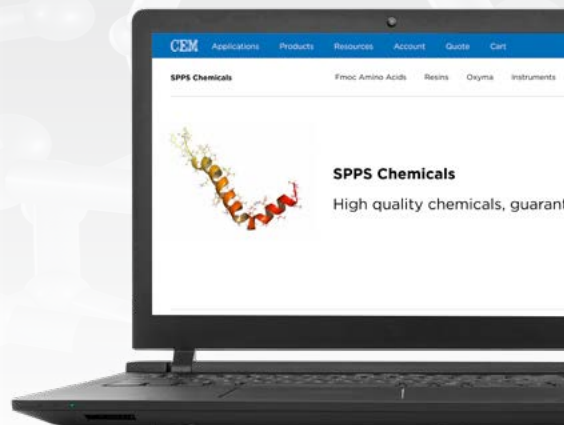 CEM Applications Products Resources Account Quote Cart
SPPS Chemicals Fmoc Amino Acids Resins Oxyma Instruments
SPPS Chemicals
High quality chemicals, guarant